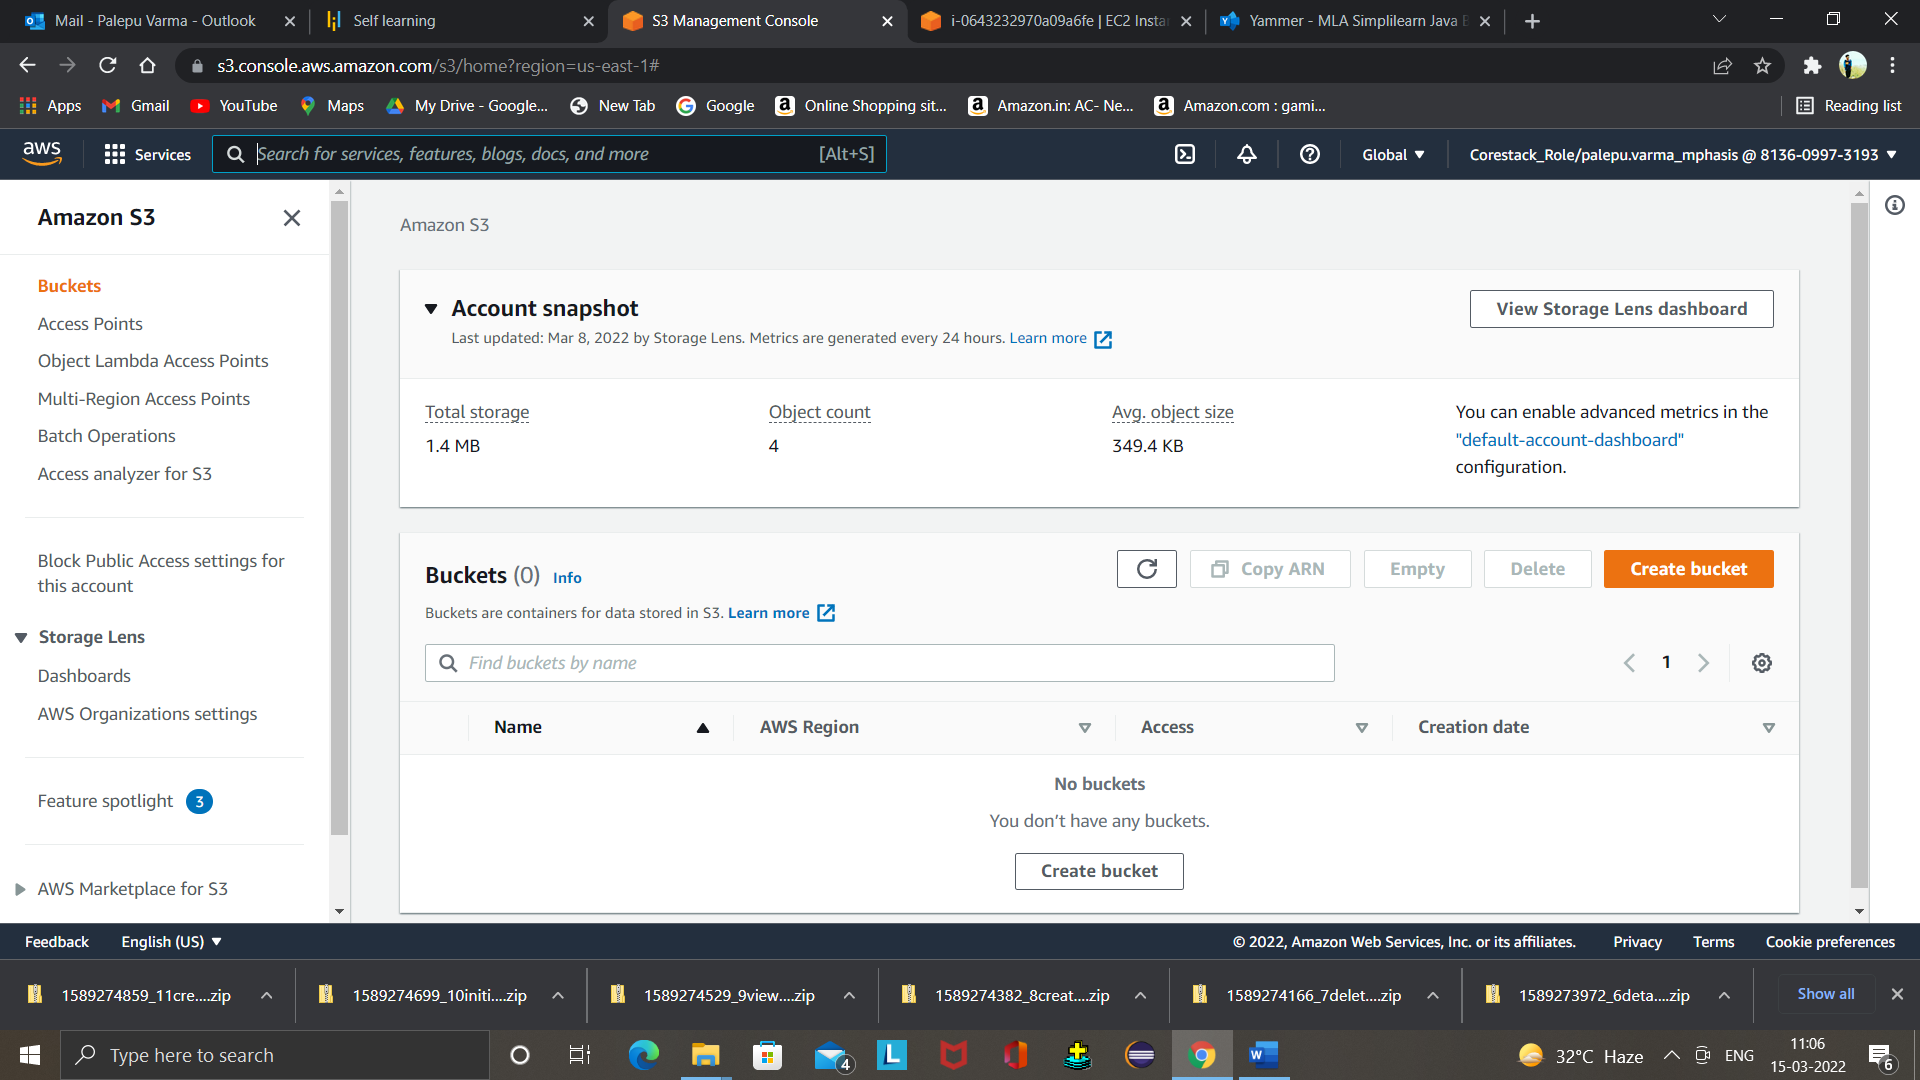 Mail - Palepu Varma - Outlook
Self learning
S3 Management Console
i-0643232970a09a6fe | EC2 Insta
Yammer - MLA Simplilearn Java B
s3.console.aws.amazon.com/s3/home?region=us-east-1#
Apps
Gmail
YouTube
Maps
My Drive - Google...
New Tab
Google
Online Shopping sit...
Amazon.in: AC- Ne...
Amazon.com : gami...
Reading list
aws
Services
Search for services, features, blogs, docs, and more
[Alt+S]
Global
Corestack_Role/palepu.varma_mphasis @ 8136-0997-3193
Amazon S3
Buckets
Access Points
Object Lambda Access Points
Multi-Region Access Points
Batch Operations
Access analyzer for S3
Block Public Access settings for
this account
Storage Lens
Dashboards
AWS Organizations settings
Feature spotlight 3
AWS Marketplace for S3
Amazon S3
Account snapshot
View Storage Lens dashboard
Last updated: Mar 8, 2022 by Storage Lens. Metrics are generated every 24 hours. Learn more
Total storage
1.4 MB
Object count
4
Avg. object size
349.4 KB
You can enable advanced metrics in the
"default-account-dashboard"
configuration.
Buckets (0) Info
Copy ARN
Empty
Delete
Create bucket
Buckets are containers for data stored in S3. Learn more
Find buckets by name
1
Name
AWS Region
Access
Creation date
No buckets
You don’t have any buckets.
Create bucket
Feedback
English (US)
© 2022, Amazon Web Services, Inc. or its affiliates.
Privacy
Terms
Cookie preferences
1589274859_11cre....zip
1589274699_10initi....zip
1589274529_9view....zip
1589274382_8creat....zip
1589274166_7delet....zip
1589273972_6deta....zip
Show all
Type here to search
4
L
W
32°C Haze
ENG
11:06
15-03-2022
6